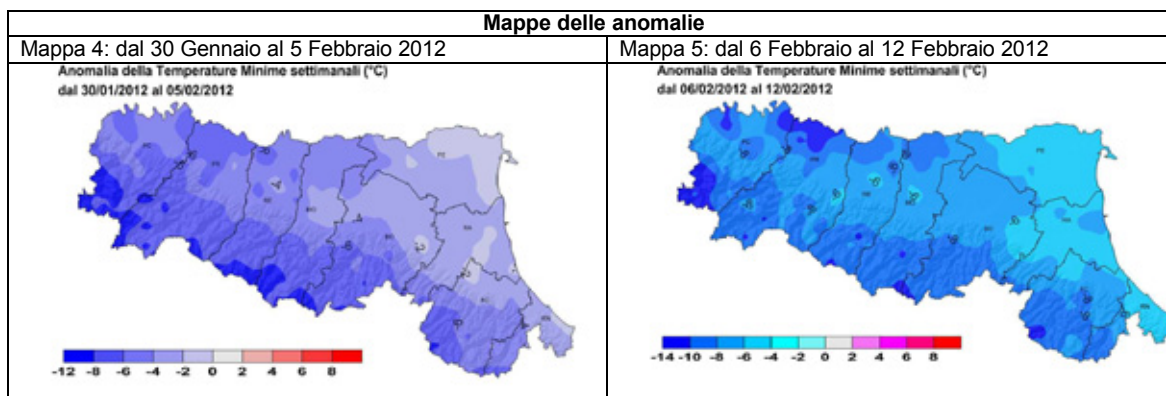 Mappe delle anomalie
Mappa 4: dal 30 Gennaio al 5 Febbraio 2012
Mappa 5: dal 6 Febbraio al 12 Febbraio 2012
Anomalia della Temperature Minime settimanali (°C)
dal 30/01/2012 al 05/02/2012
Anomalia della Temperature Minime settimanali (°C)
dal 06/02/2012 al 12/02/2012
-12 -8 -6 -4 -2 0 2 4 6 8
-14 -10 -8 -6 -4 -2 0 2 4 6 8